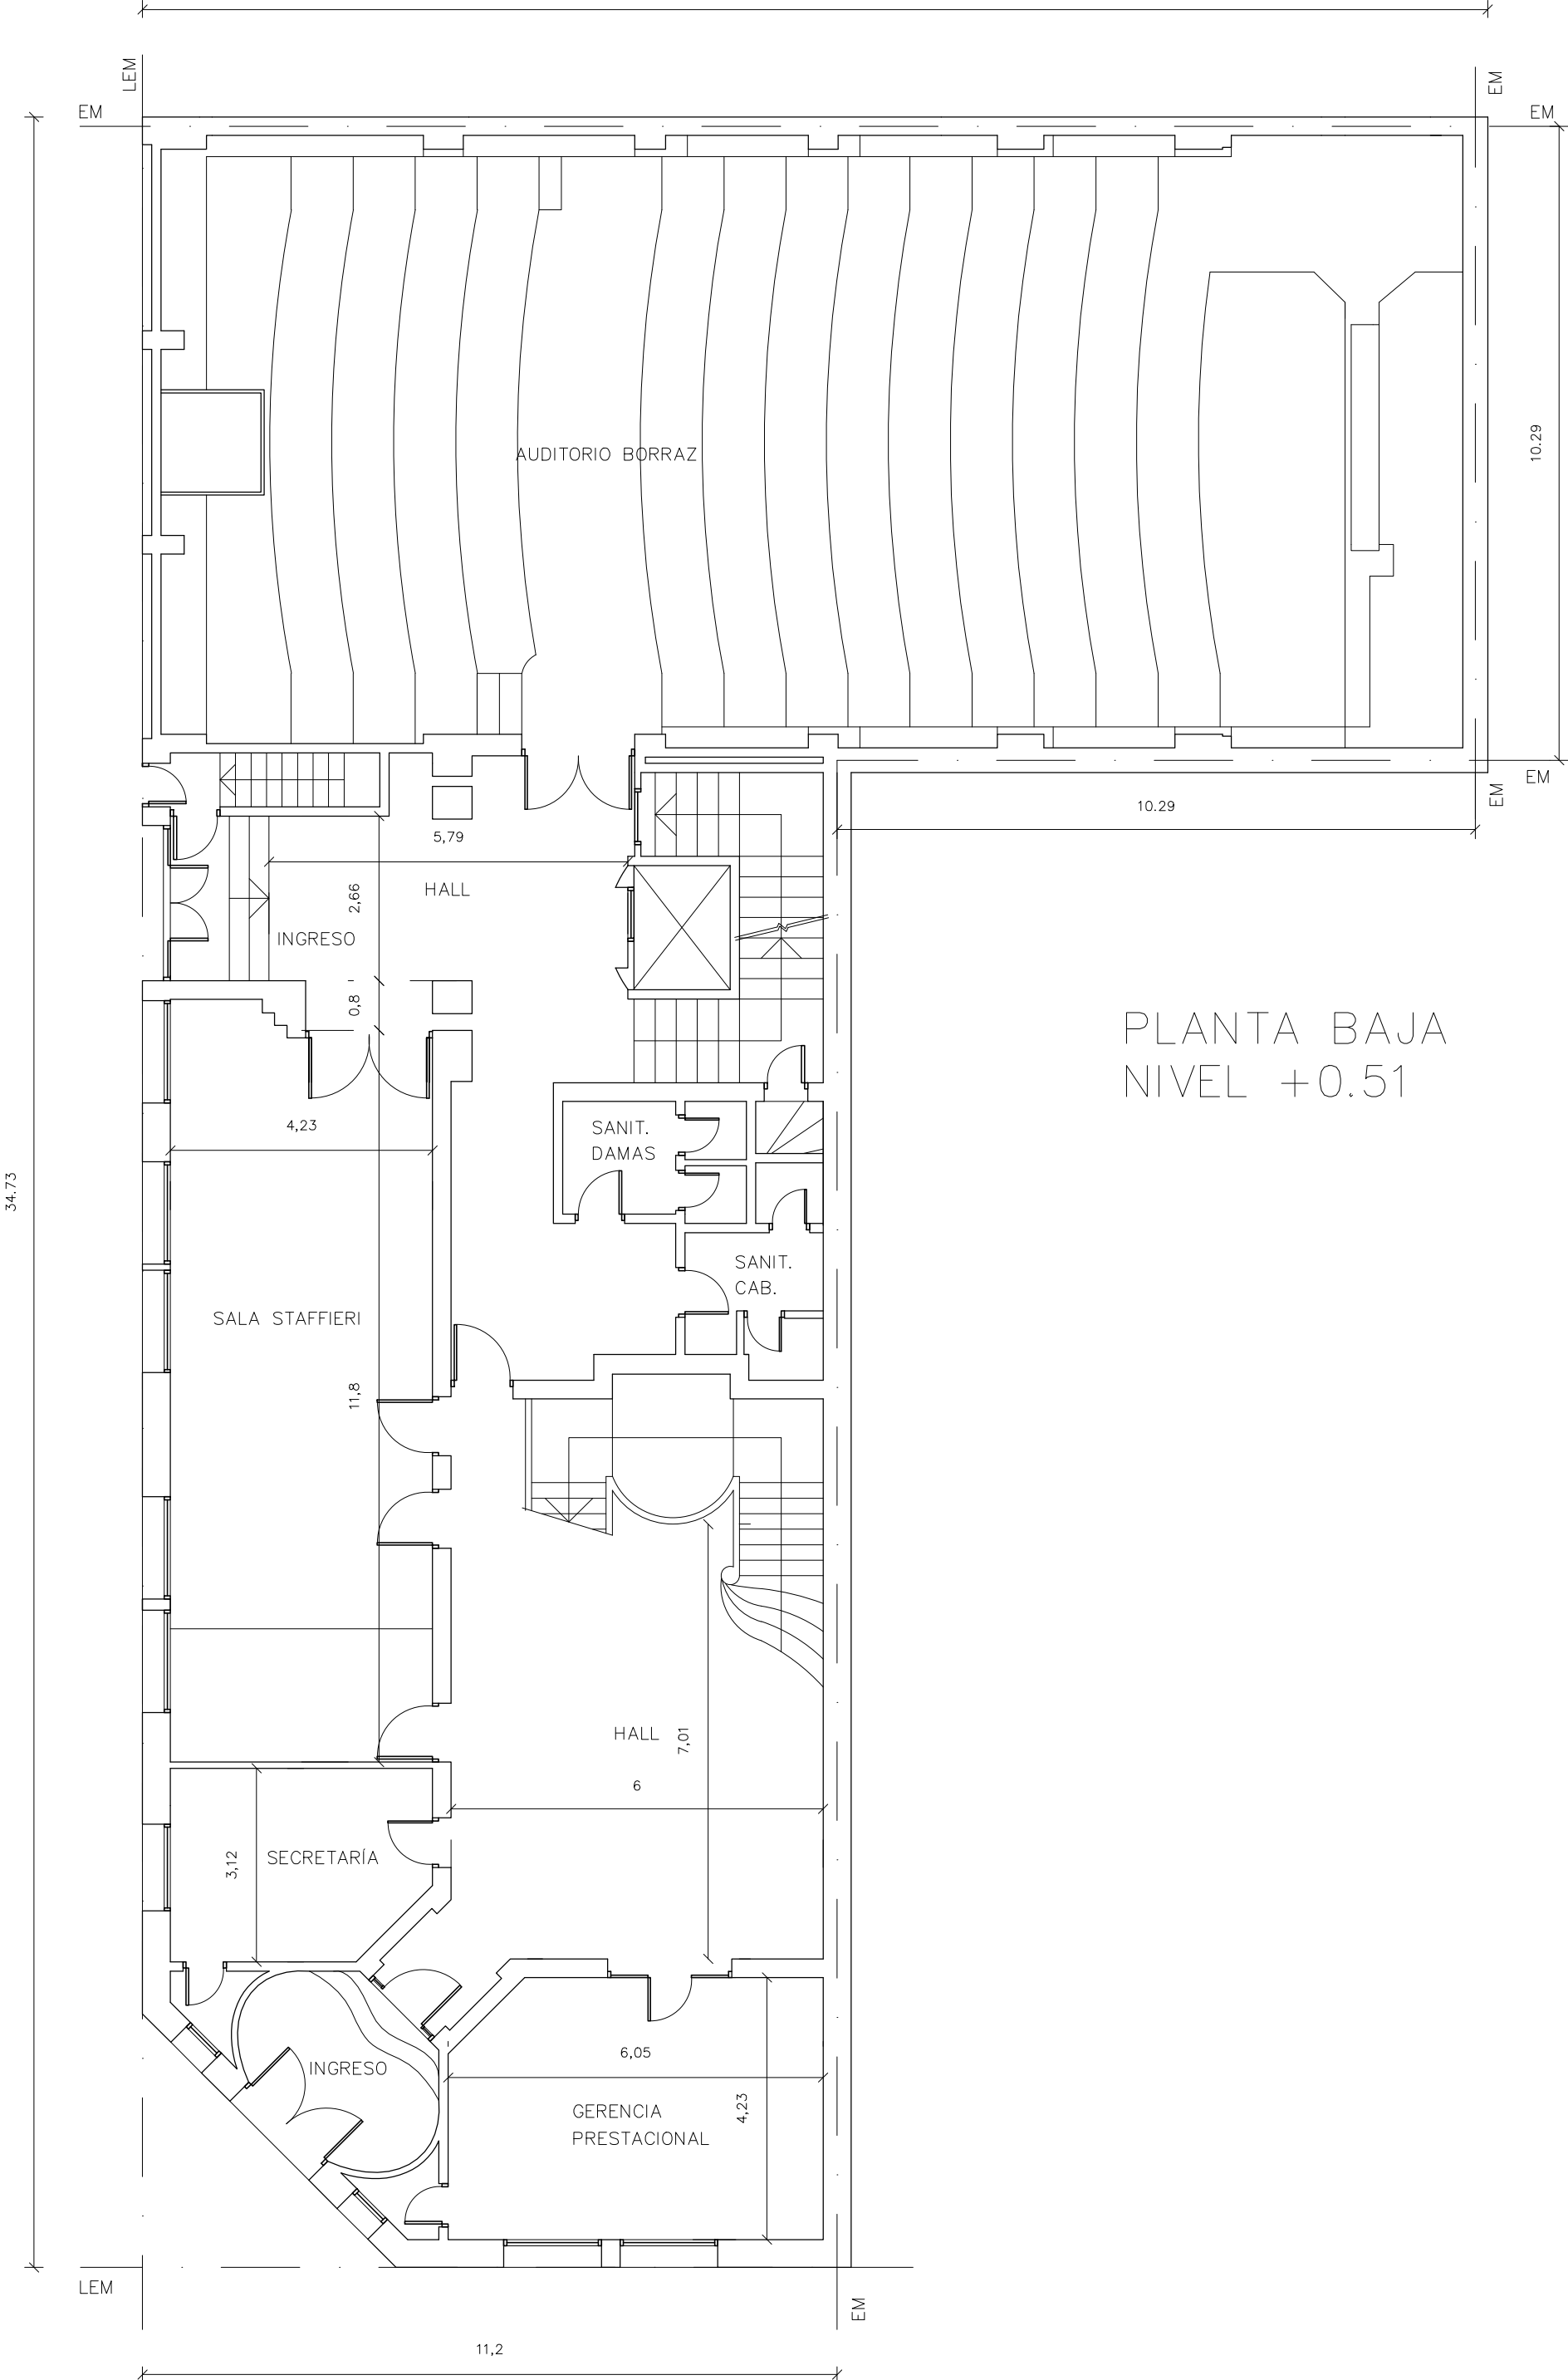 LEM
EM
EM
EM
10.29
AUDITORIO BORRAZ
EM
EM
10.29
5,79
2,66
HALL
INGRESO
0,8
PLANTA BAJA
NIVEL +0.51
4,23
SANIT.
DAMAS
34.73
SANIT.
CAB.
SALA STAFFIERI
11,8
HALL
7,01
6
3,12
SECRETARÍA
INGRESO
6,05
GERENCIA
PRESTACIONAL
4,23
LEM
EM
11,2